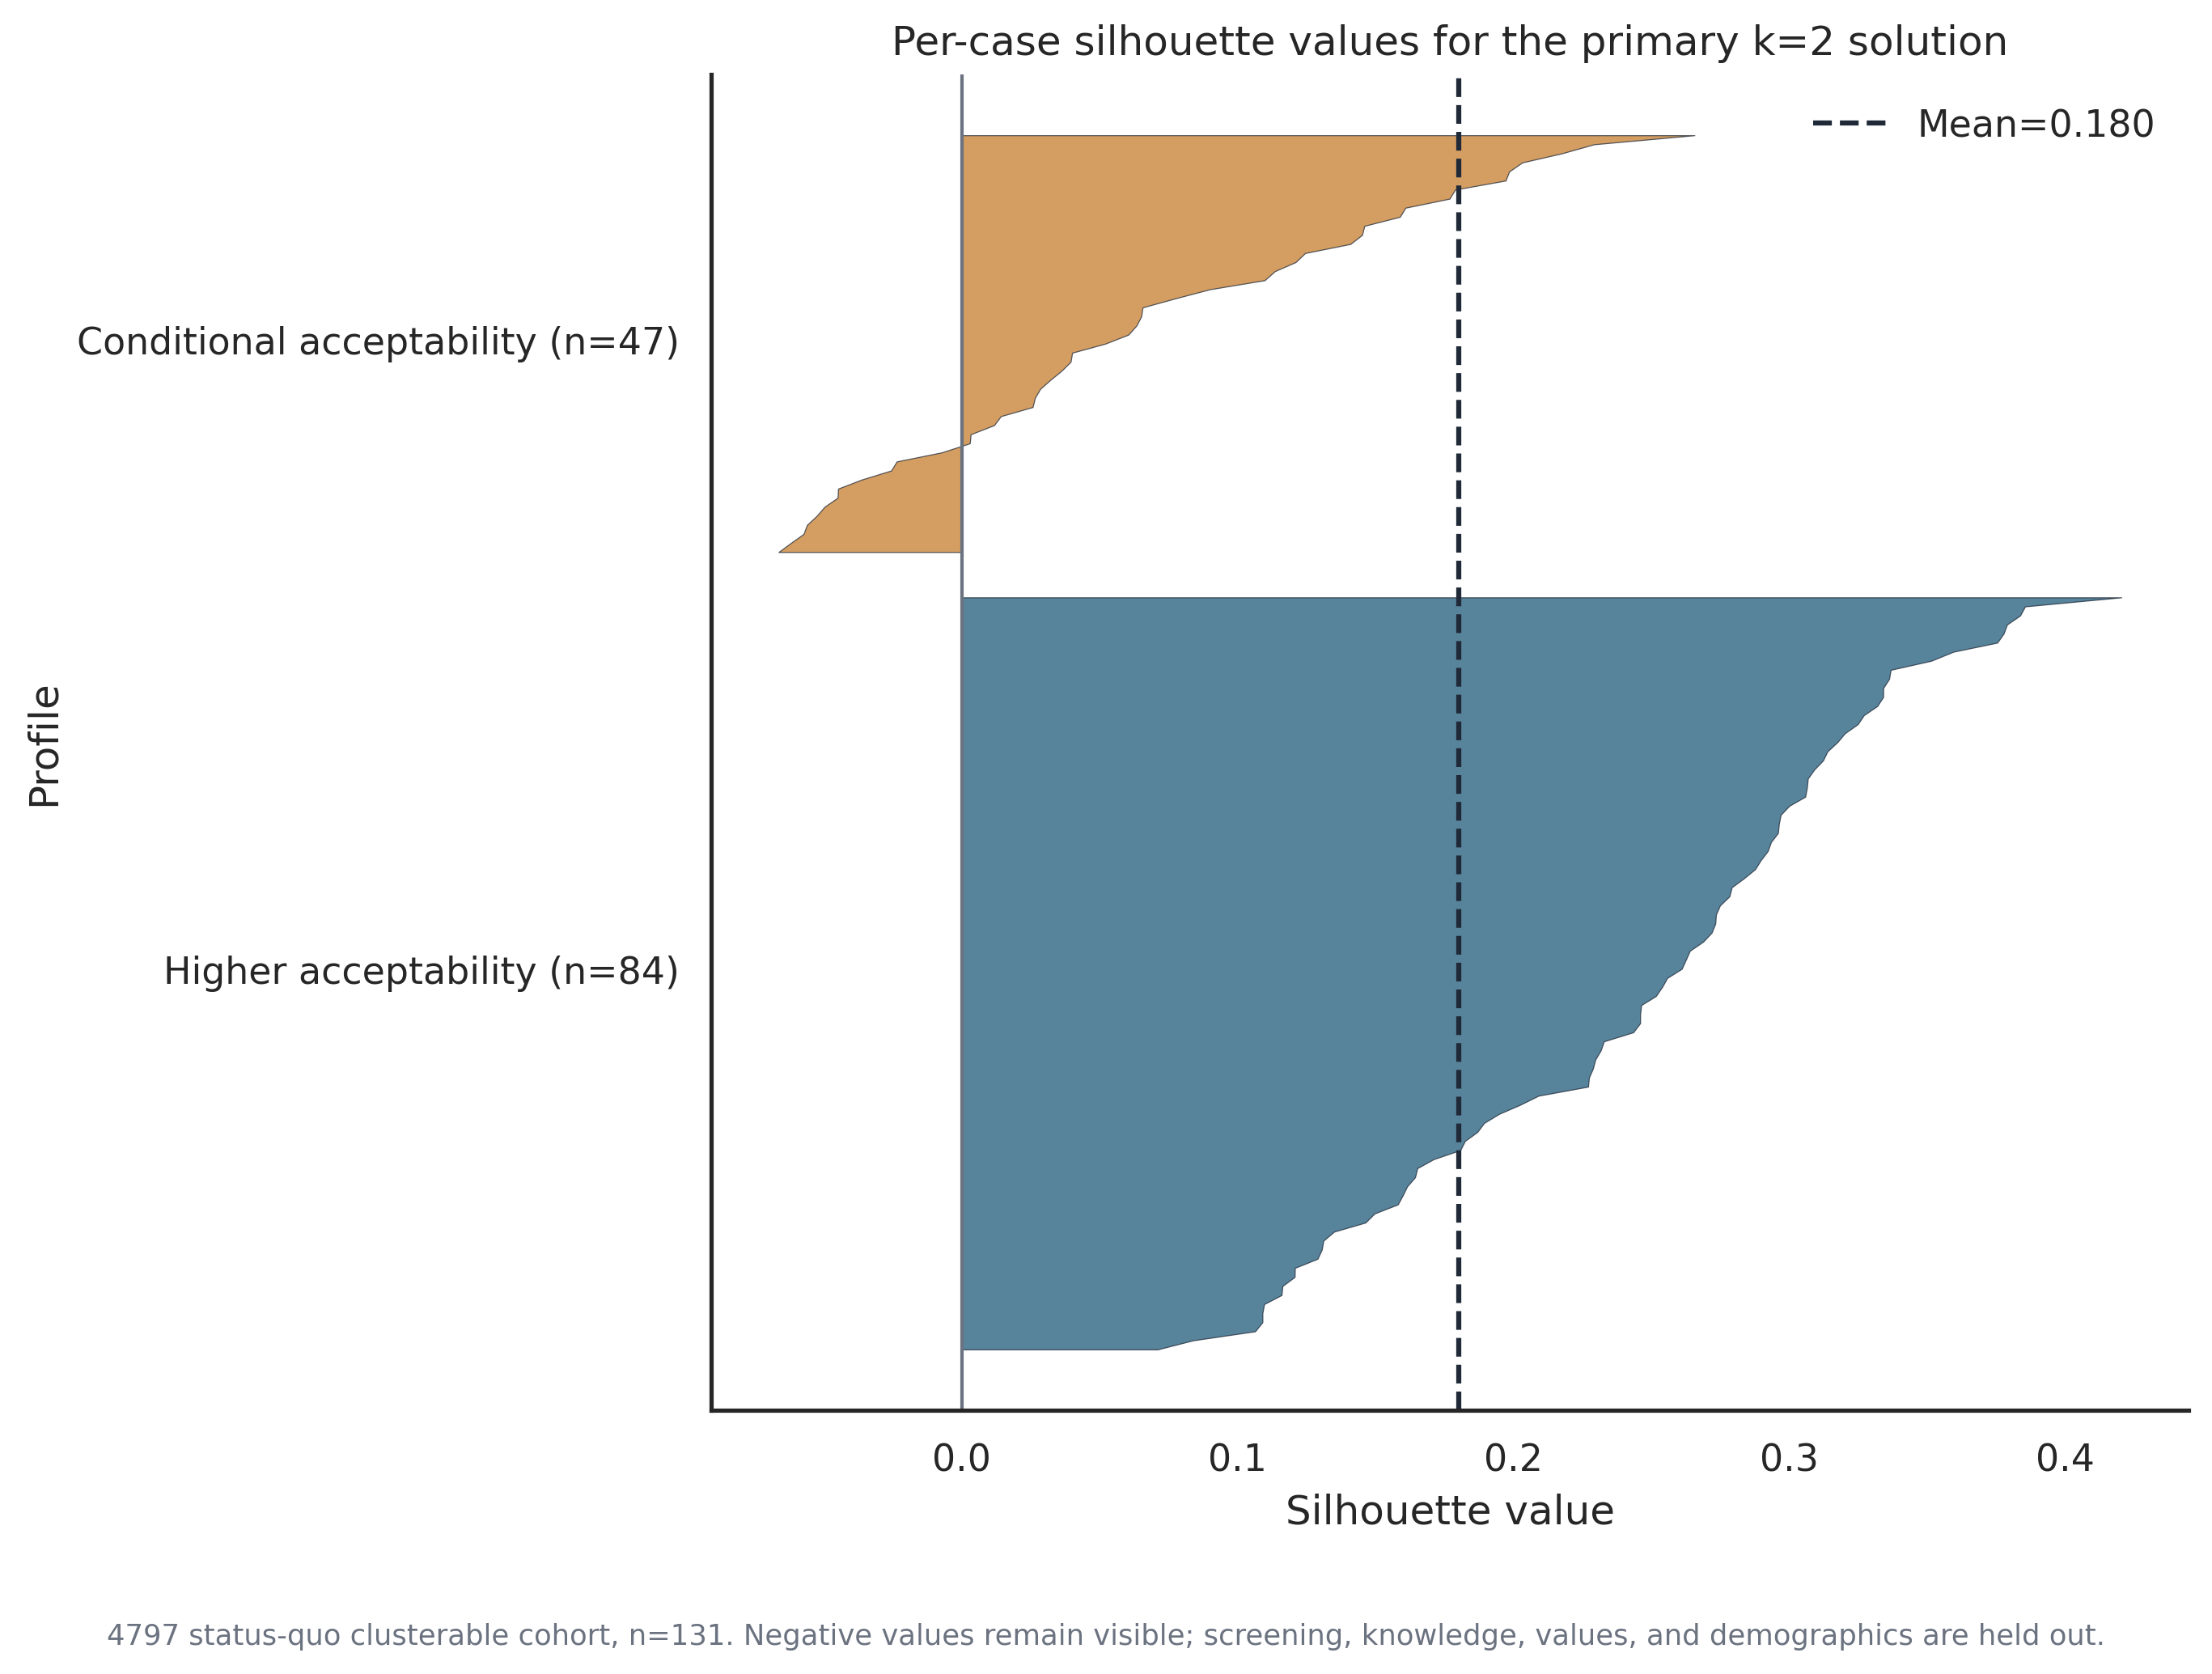 Per-case silhouette values for the primary k=2 solution
Mean=0.180
Conditional acceptability (n=47)
Profile
Higher acceptability (n=84)
0.0 0.1 0.2 0.3 0.4
Silhouette value
4797 status-quo clusterable cohort, n=131. Negative values remain visible; screening, knowledge, values, and demographics are held out.